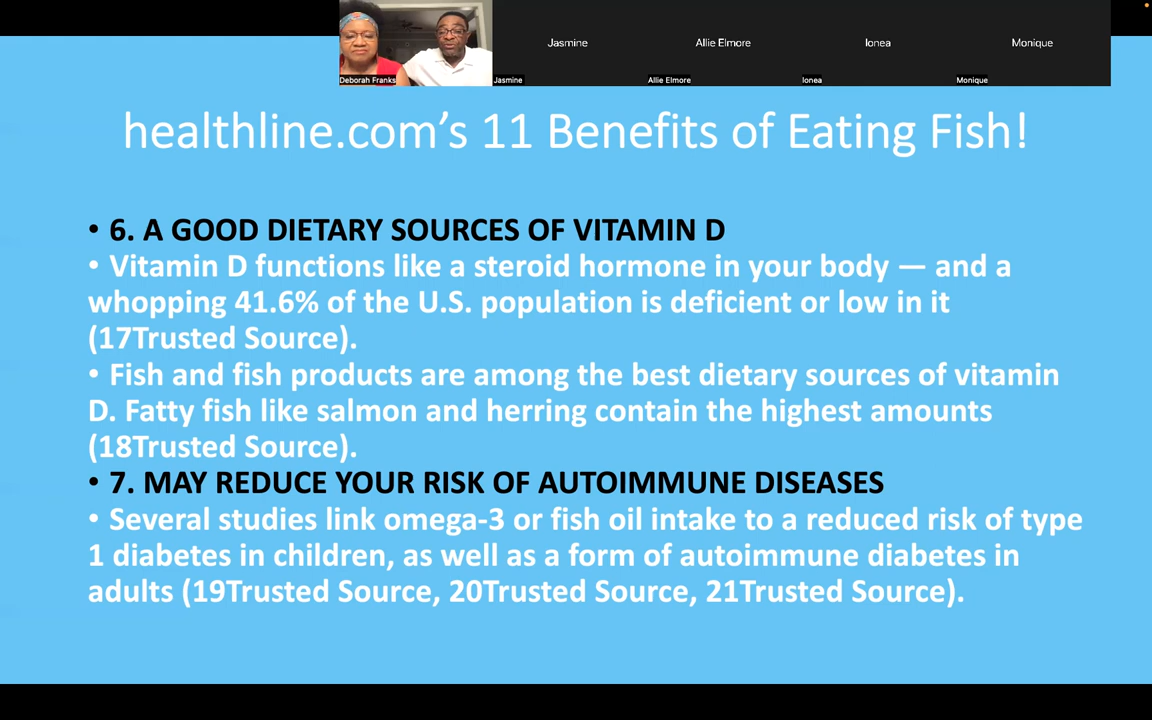 Jasmine
Allie Elmore
Ionea
Monique
Deborah Franks
Jasmine
Allie Elmore
Ionea
Monique
healthline.com’s 11 Benefits of Eating Fish!
• 6. A GOOD DIETARY SOURCES OF VITAMIN D
• Vitamin D functions like a steroid hormone in your body — and a
whopping 41.6% of the U.S. population is deficient or low in it
(17Trusted Source).
• Fish and fish products are among the best dietary sources of vitamin
D. Fatty fish like salmon and herring contain the highest amounts
(18Trusted Source).
• 7. MAY REDUCE YOUR RISK OF AUTOIMMUNE DISEASES
• Several studies link omega-3 or fish oil intake to a reduced risk of type
1 diabetes in children, as well as a form of autoimmune diabetes in
adults (19Trusted Source, 20Trusted Source, 21Trusted Source).